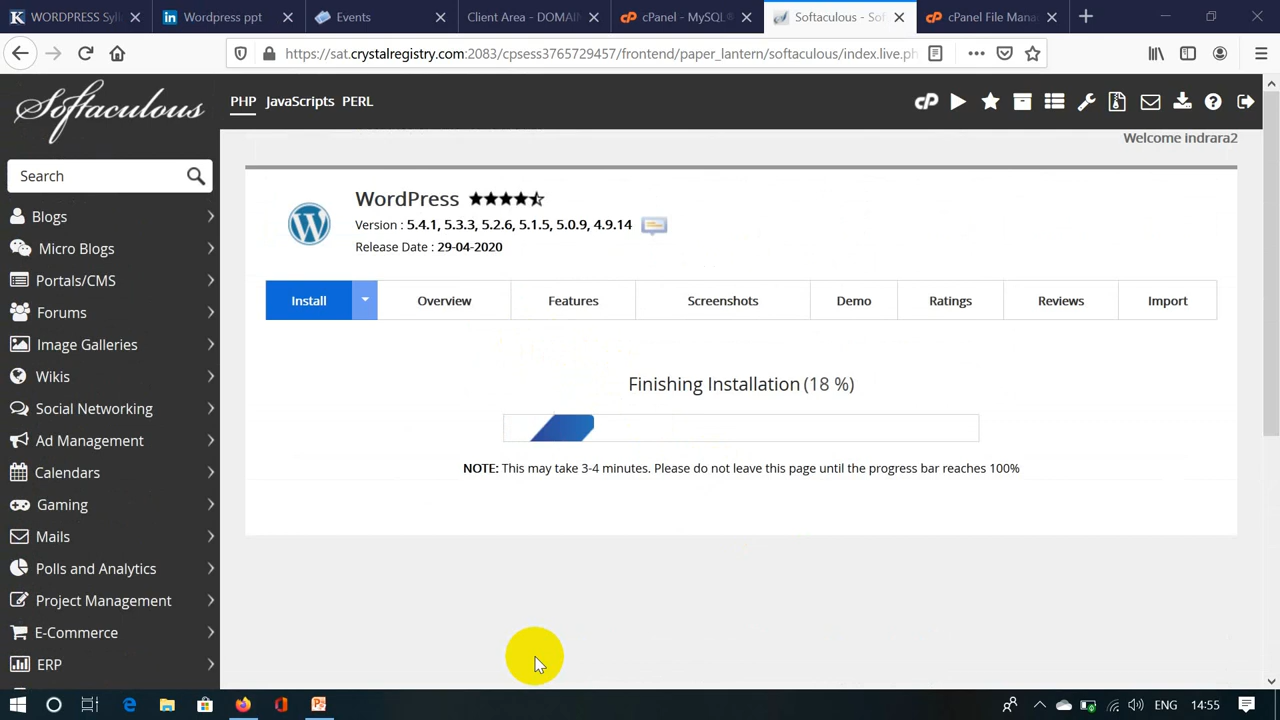 WORDPRESS Syll
Wordpress ppt
Events
Client Area - DOMAI
cPanel - MySQL®
Softaculous - Sof
cPanel File Mana
https://sat.crystalregistry.com:2083/cpsess3765729457/frontend/paper_lantern/softaculous/index.live.ph
Softaculous
PHP JavaScripts PERL
Welcome indrara2
Search
Blogs
Micro Blogs
Portals/CMS
Forums
Image Galleries
Wikis
Social Networking
Ad Management
Calendars
Gaming
Mails
Polls and Analytics
Project Management
E-Commerce
ERP
WordPress
Version : 5.4.1, 5.3.3, 5.2.6, 5.1.5, 5.0.9, 4.9.14
Release Date : 29-04-2020
Install Overview Features Screenshots Demo Ratings Reviews Import
Finishing Installation (18 %)
NOTE: This may take 3-4 minutes. Please do not leave this page until the progress bar reaches 100%
ENG 14:55